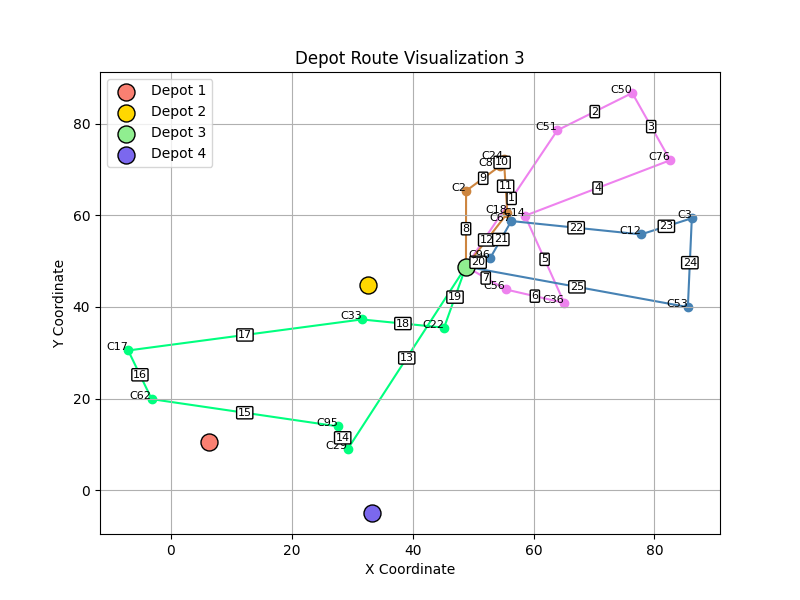 Depot Route Visualization 3
Depot 1
Depot 2
Depot 3
Depot 4
C50
2
C51
3
C76
C24
C8
10
9
11
4
C2
1
C18
C14
C67
C3
8
22
23
C12
12
21
C96
5
20
24
7
C56
25
19
6
C36
C53
C33
18
C22
17
C17
13
16
C62
15
C95
14
C29
80
60
40
20
0
0
20
40
60
80
X Coordinate
Y Coordinate